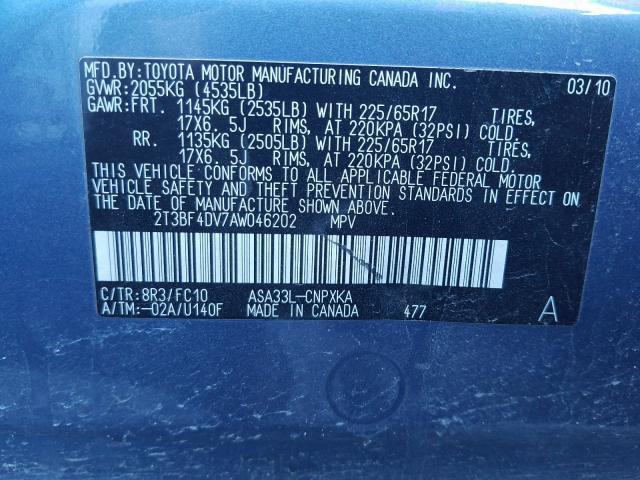 MFD.BY:TOYOTA MOTOR MANUFACTURING CANADA INC. 03/10
GVWR:2055KG (4535LB)
GAWR:FRT. 1145KG (2535LB) WITH 225/65R17 TIRES,
17X6. 5J RIMS, AT 220KPA (32PSI) COLD.
RR. 1135KG (2505LB) WITH 225/65R17 TIRES,
17X6. 5J RIMS, AT 220KPA (32PSI) COLD
THIS VEHICLE CONFORMS TO ALL APPLICABLE FEDERAL MOTOR
VEHICLE SAFETY AND THEFT PREVENTION STANDARDS IN EFFECT ON
THE DATE OF MANUFACTURE SHOWN ABOVE.
2T3BF4DV7AW046202 MPV
C/TR:8R3/FC10 ASA33L-CNPXKA
A/TM:-02A/U140F MADE IN CANADA 477 A